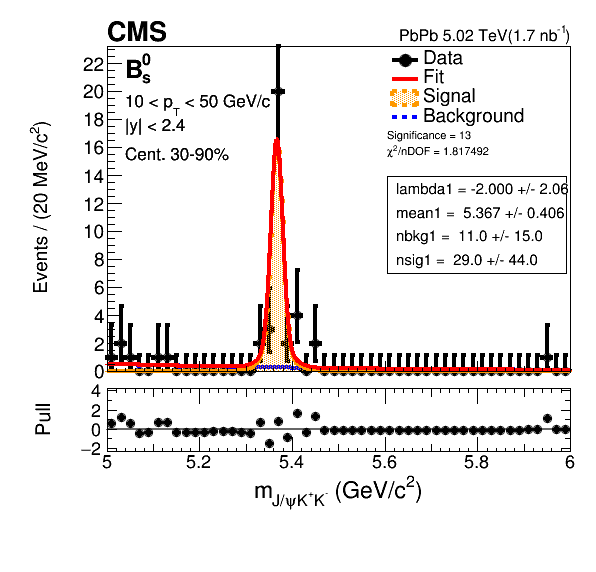 CMS
PbPb 5.02 TeV(1.7 nb⁻¹)
B⁰ₛ
10 < p_T < 50 GeV/c
|y| < 2.4
Cent. 30-90%
Data
Fit
Signal
Background
Significance = 13
χ²/nDOF = 1.817492
lambda1 = -2.000 +/- 2.06
mean1 = 5.367 +/- 0.406
nbkg1 = 11.0 +/- 15.0
nsig1 = 29.0 +/- 44.0
Events / (20 MeV/c²)
22
20
18
16
14
12
10
8
6
4
2
0
Pull
4
2
0
−2
5
5.2
5.4
5.6
5.8
6
m_{J/ψK⁺K⁻} (GeV/c²)